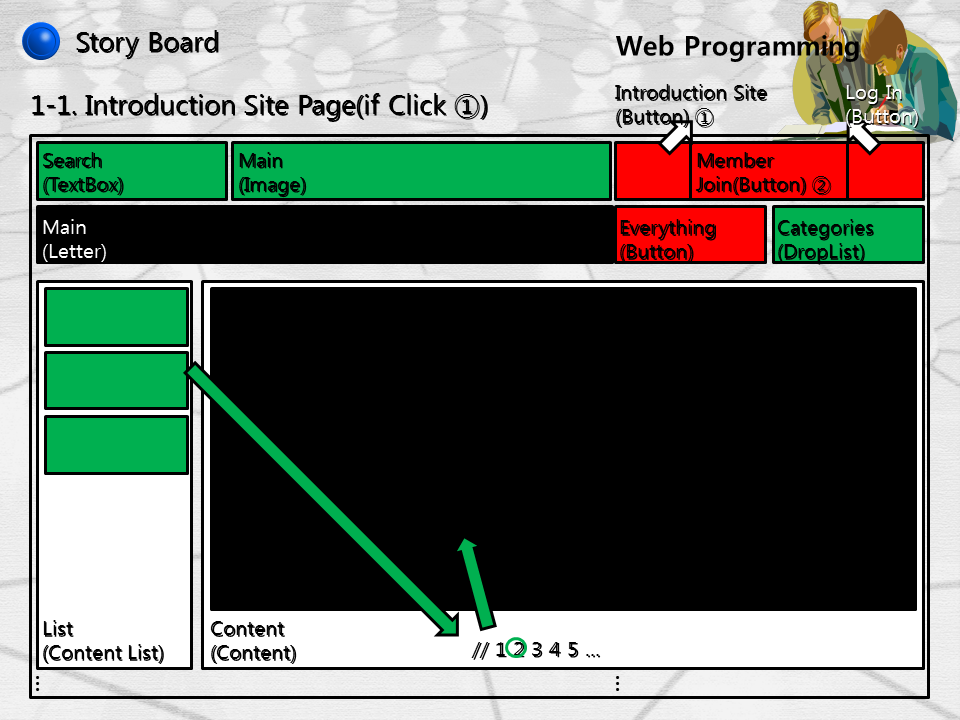 Story Board
Web Programming
1-1. Introduction Site Page(if Click ①)
Introduction Site
(Button) ①
Log In
(Button)
Search
(TextBox)
Main
(Image)
Member
Join(Button) ②
Main
(Letter)
Everything
(Button)
Categories
(DropList)
List
(Content List)
Content
(Content)
// 1 2 3 4 5 ...